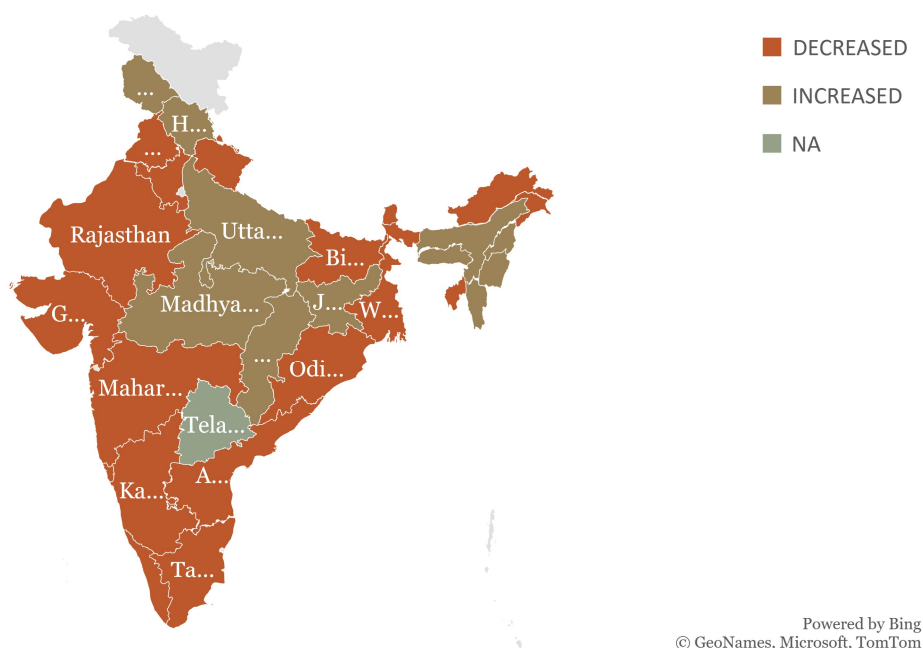 DECREASED
INCREASED
NA
...
H...
...
Rajasthan
Utta...
Bi...
Madhya...
J...
W...
G...
...
Odi...
Mahar...
Tela...
A...
Ka...
Ta...
Powered by Bing
© GeoNames, Microsoft, TomTom